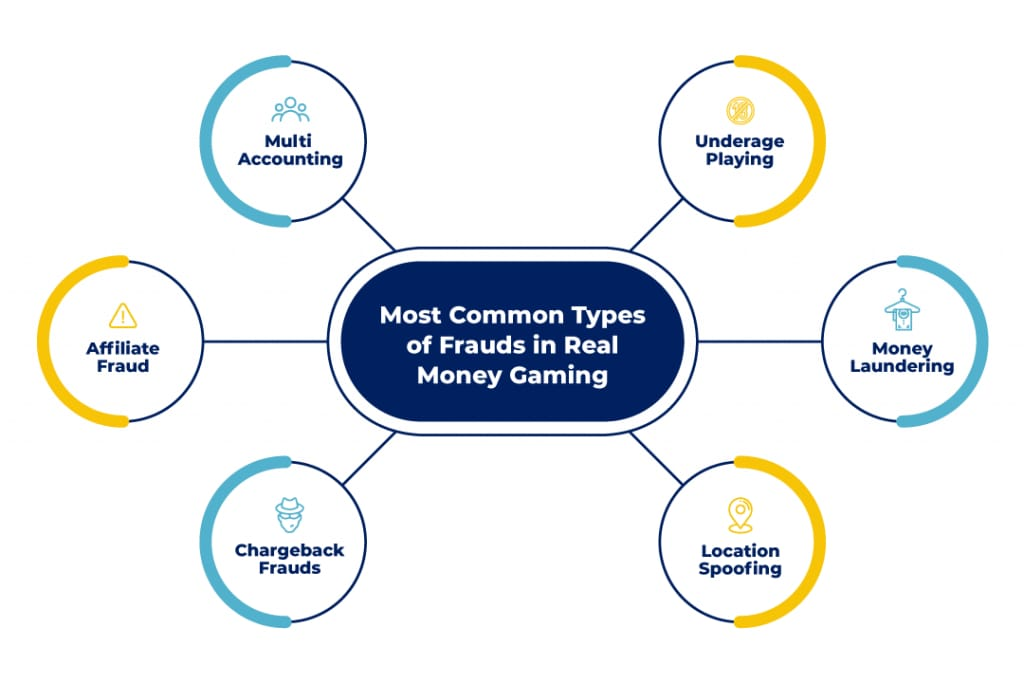 Multi
Accounting
Underage
Playing
Affiliate
Fraud
Most Common Types
of Frauds in Real
Money Gaming
Money
Laundering
Chargeback
Frauds
Location
Spoofing